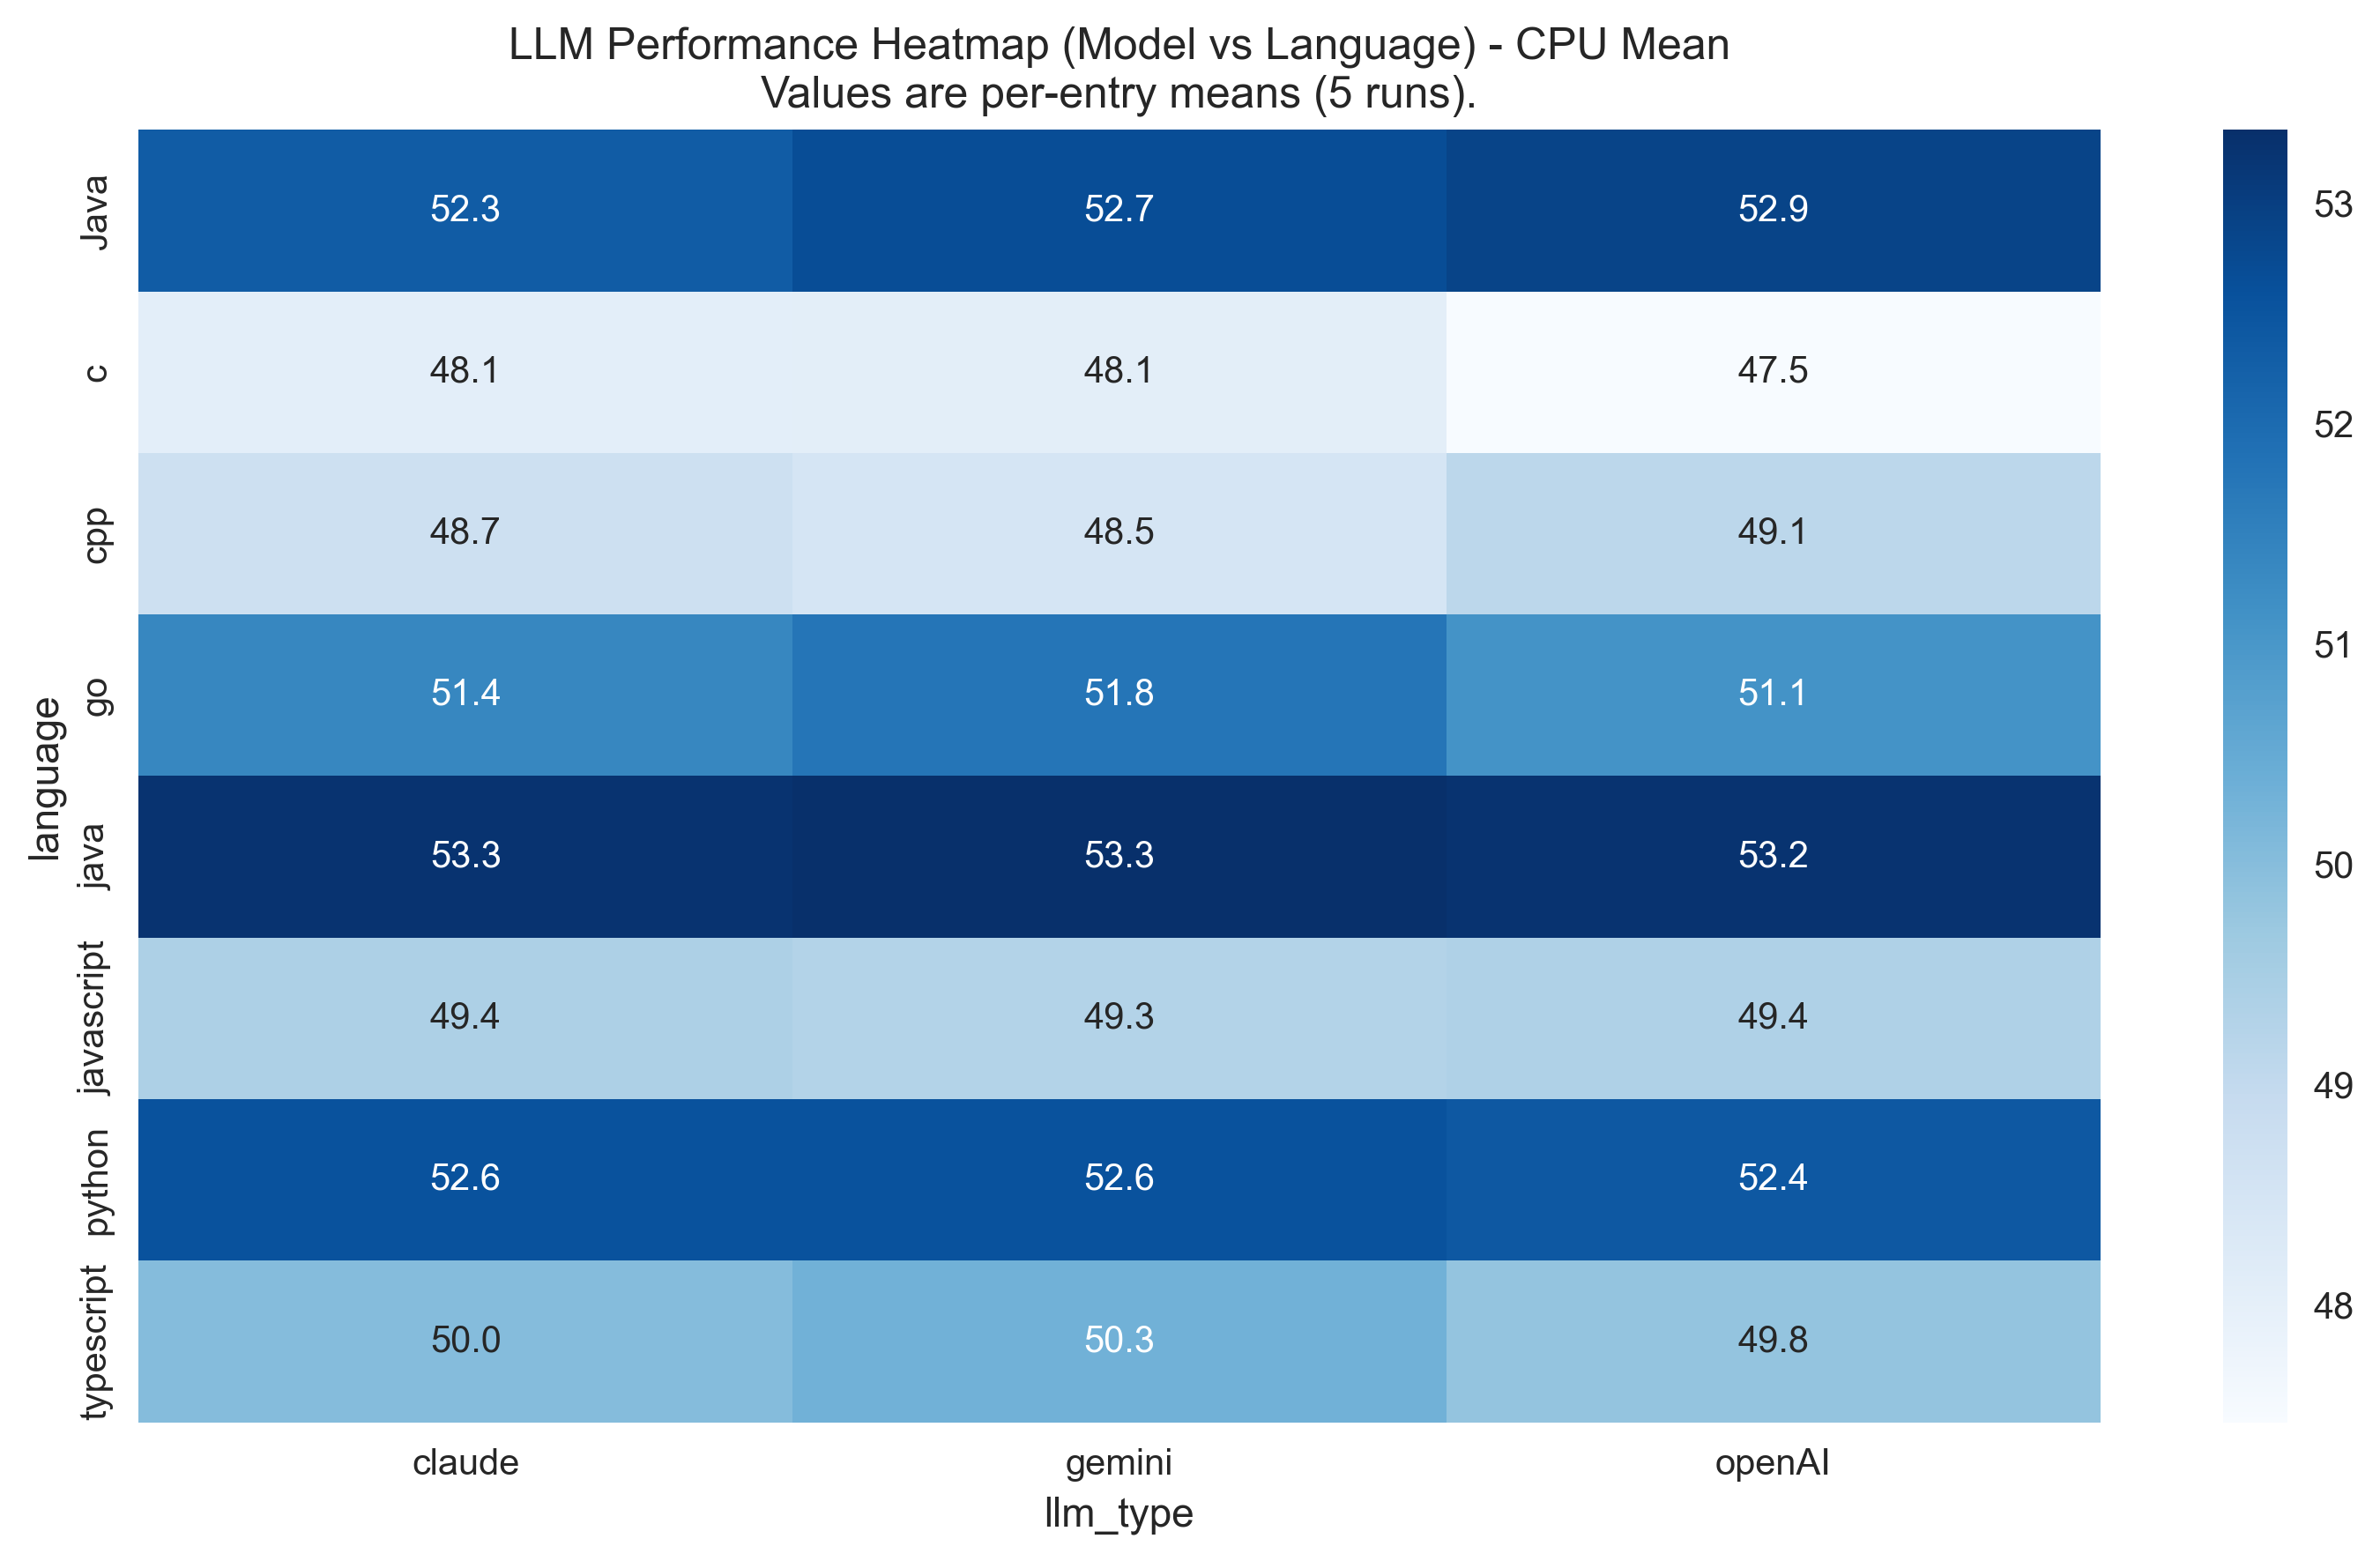 LLM Performance Heatmap (Model vs Language) - CPU Mean
Values are per-entry means (5 runs).
language
Java 52.3 52.7 52.9
c 48.1 48.1 47.5
cpp 48.7 48.5 49.1
go 51.4 51.8 51.1
java 53.3 53.3 53.2
javascript 49.4 49.3 49.4
python 52.6 52.6 52.4
typescript 50.0 50.3 49.8
claude gemini openAI
llm_type
53
52
51
50
49
48